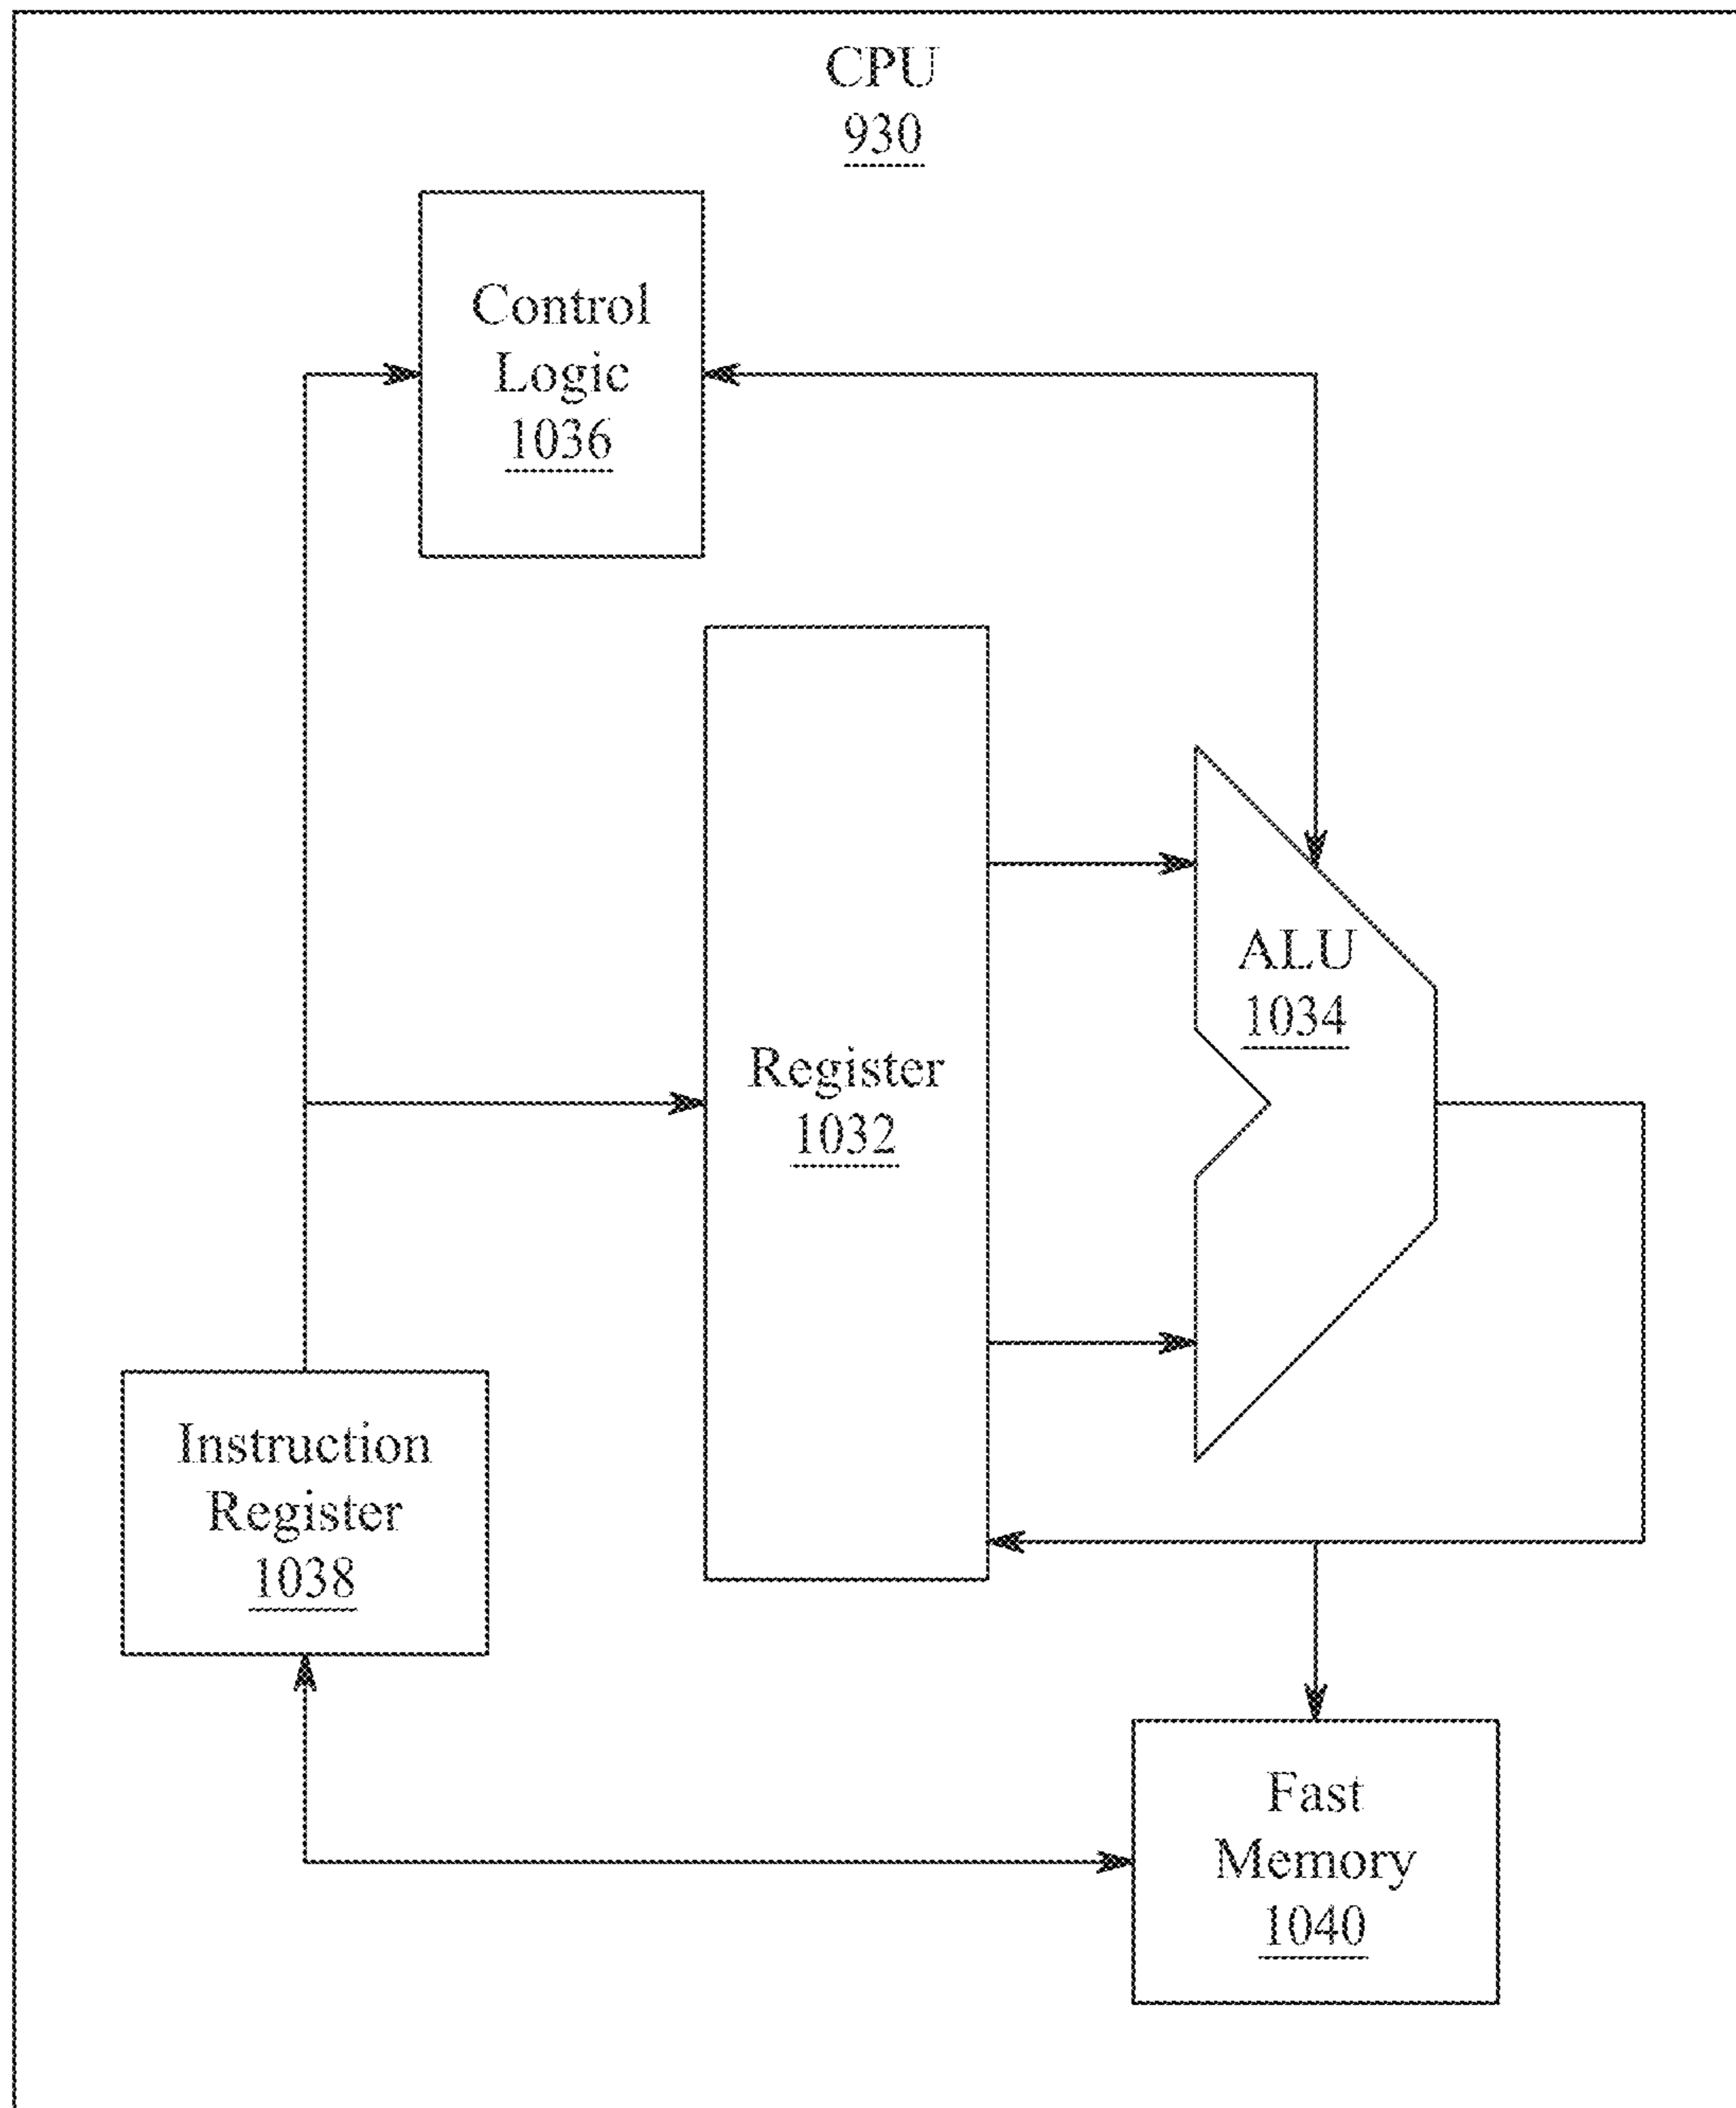 CPU
930
Control
Logic
1036
ALU
1034
Register
1032
Instruction
Register
1038
Fast
Memory
1040